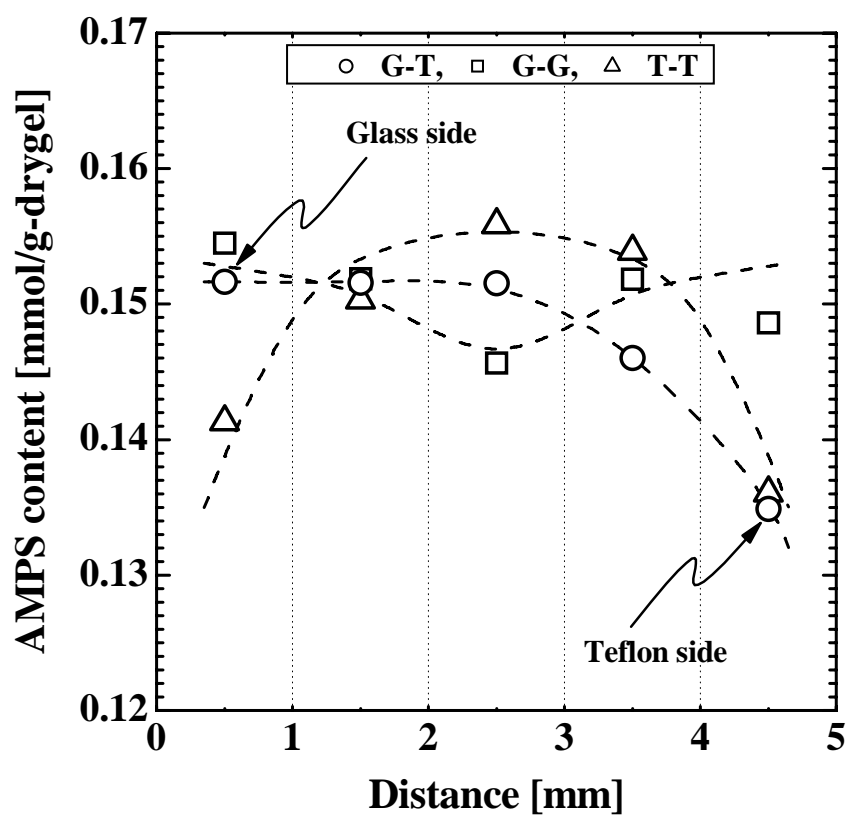 0.17
G-T, G-G, T-T
Glass side
0.16
0.15
AMPS content [mmol/g-drygel]
0.14
0.13
Teflon side
0.12
0 1 2 3 4 5
Distance [mm]